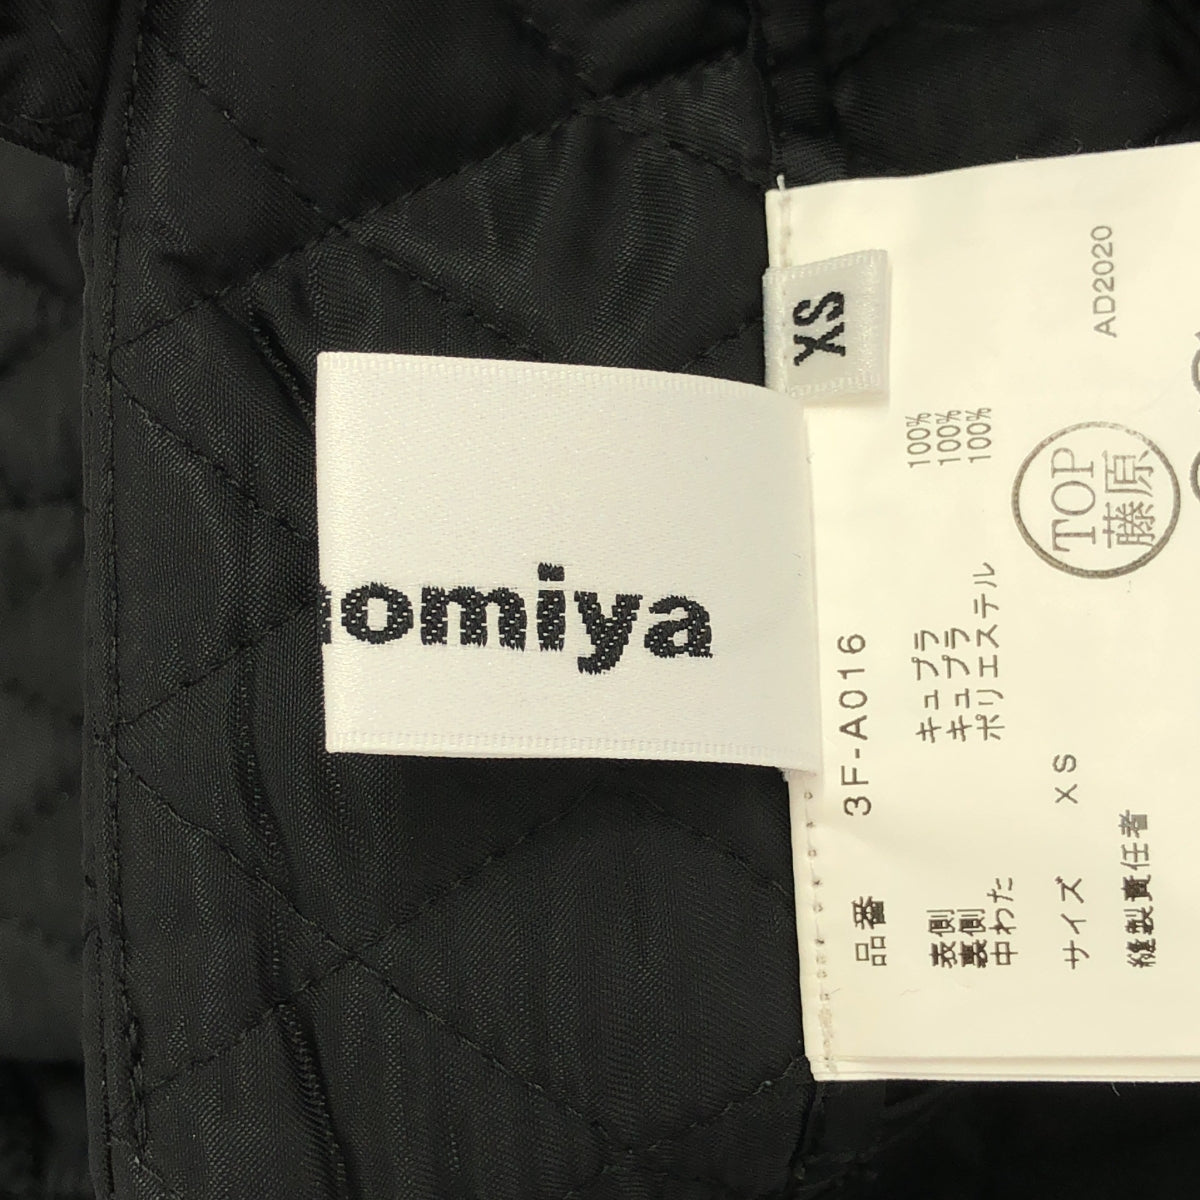 nomiya
XS
品番 3F-A016
表側 キュプラ 100%
裏側 キュプラ 100%
中わた ポリエステル 100%
サイズ XS
縫製責任者
TOP
藤原
AD2020